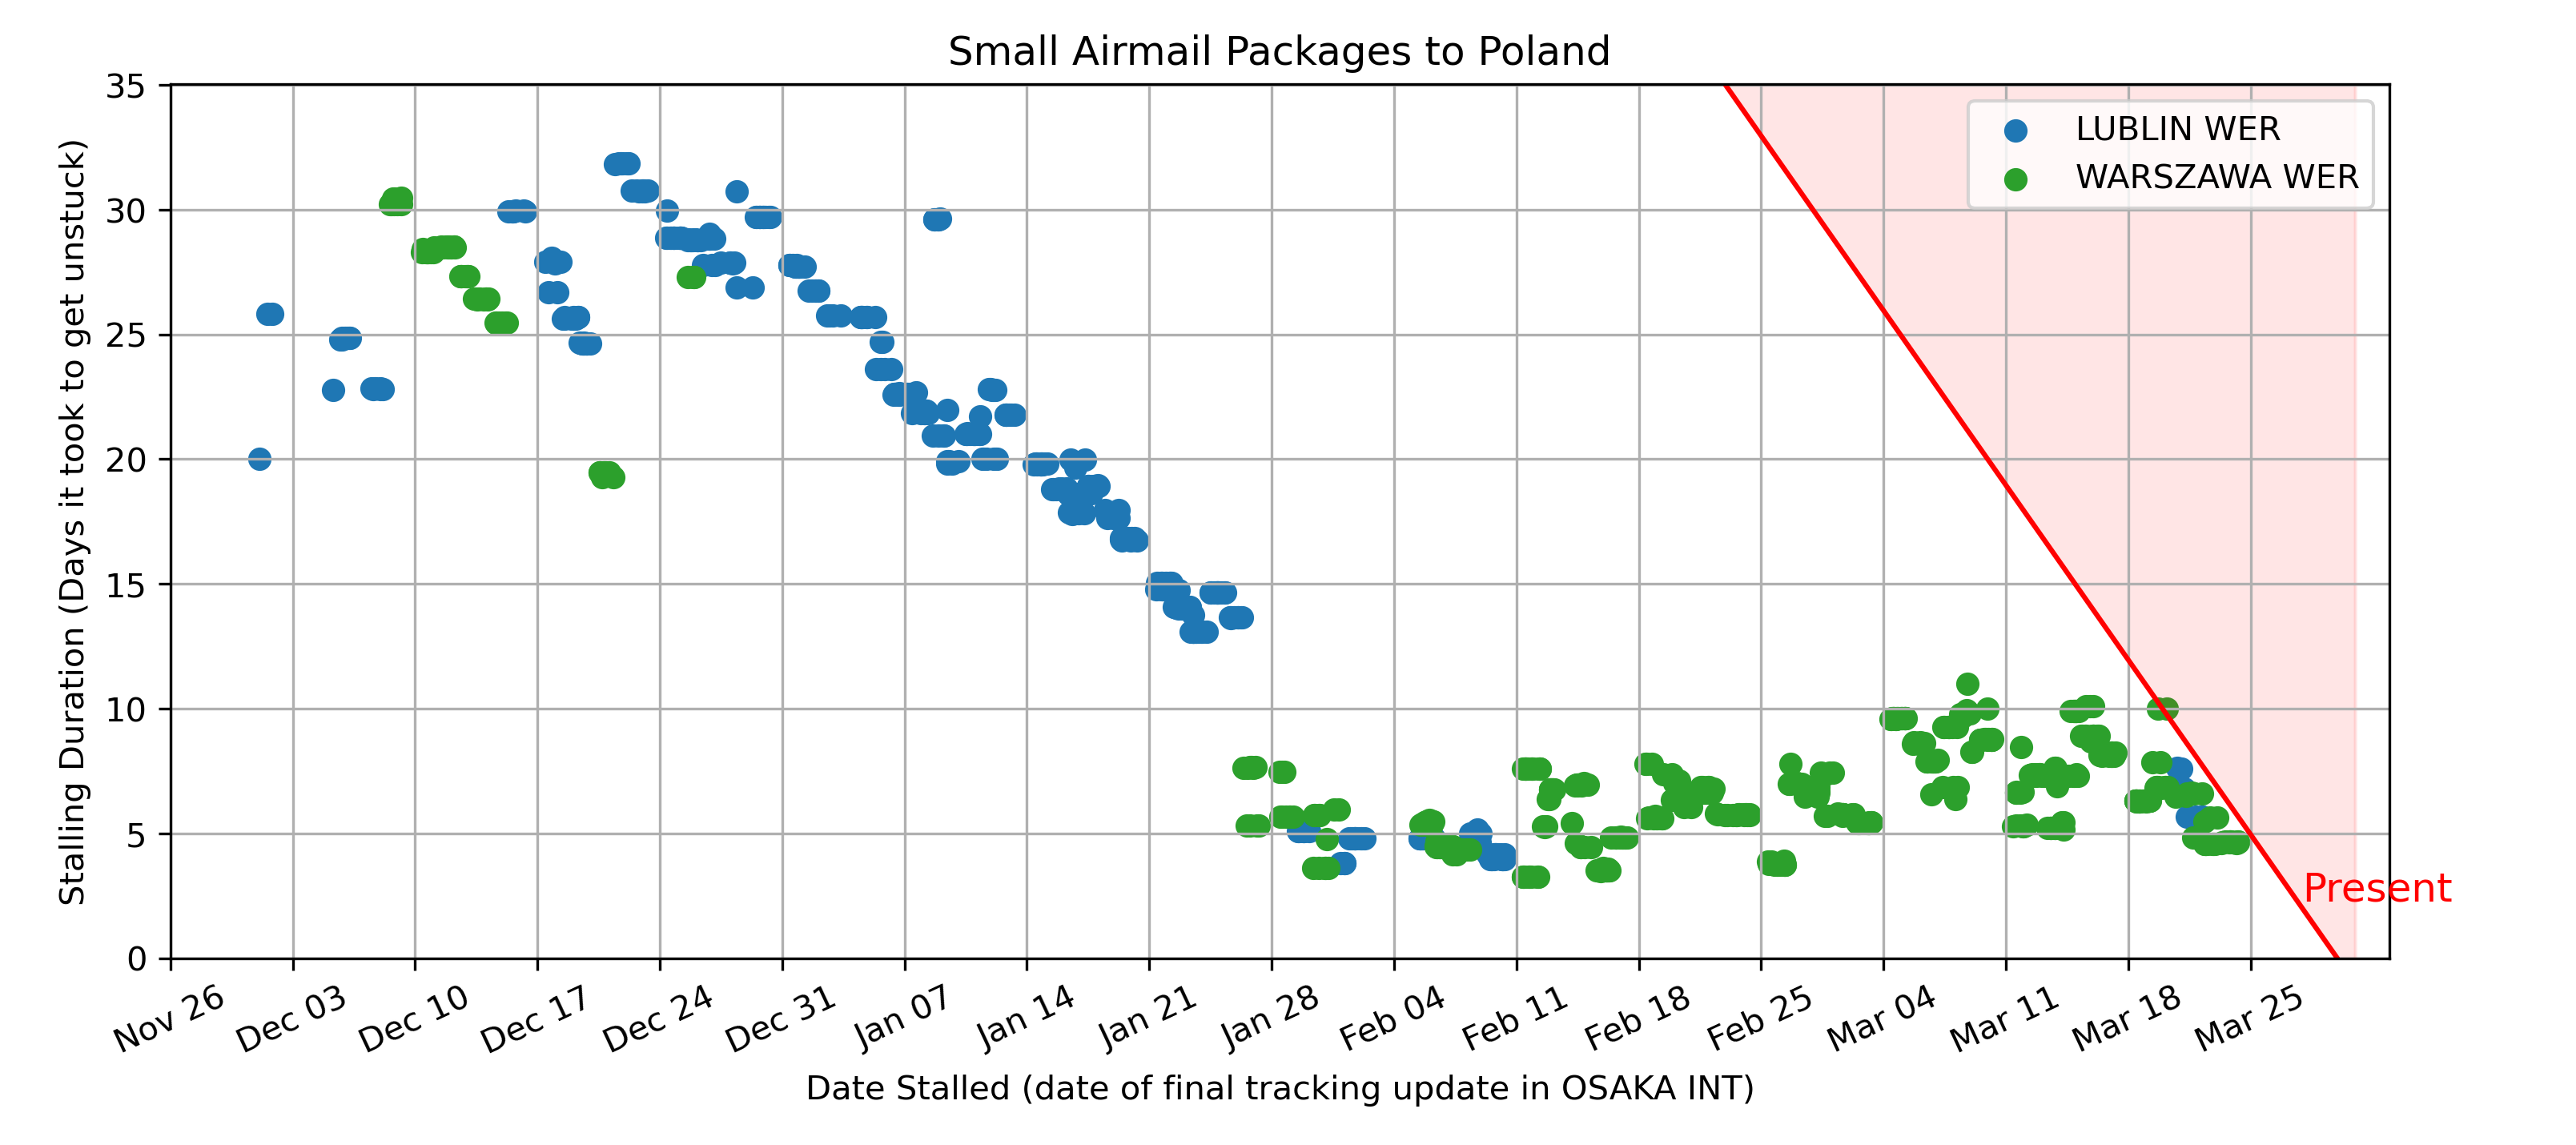 Small Airmail Packages to Poland
Stalling Duration (Days it took to get unstuck)
35
30
25
20
15
10
5
0
LUBLIN WER
WARSZAWA WER
Present
Nov 26
Dec 03
Dec 10
Dec 17
Dec 24
Dec 31
Jan 07
Jan 14
Jan 21
Jan 28
Feb 04
Feb 11
Feb 18
Feb 25
Mar 04
Mar 11
Mar 18
Mar 25
Date Stalled (date of final tracking update in OSAKA INT)